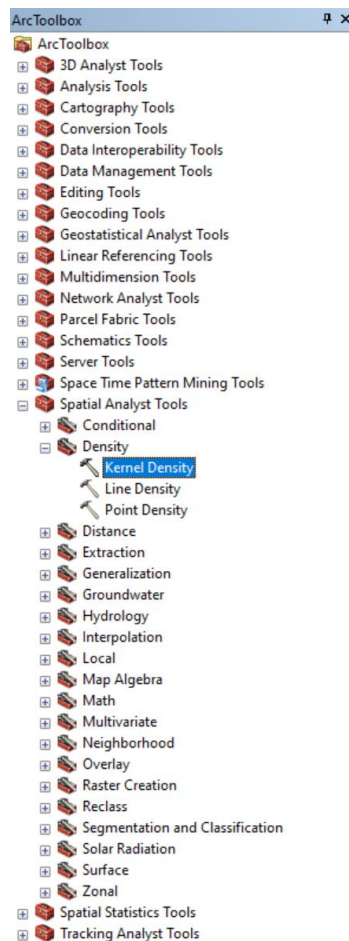 ArcToolbox
ArcToolbox
3D Analyst Tools
Analysis Tools
Cartography Tools
Conversion Tools
Data Interoperability Tools
Data Management Tools
Editing Tools
Geocoding Tools
Geostatistical Analyst Tools
Linear Referencing Tools
Multidimension Tools
Network Analyst Tools
Parcel Fabric Tools
Schematics Tools
Server Tools
Space Time Pattern Mining Tools
Spatial Analyst Tools
Conditional
Density
Kernel Density
Line Density
Point Density
Distance
Extraction
Generalization
Groundwater
Hydrology
Interpolation
Local
Map Algebra
Math
Multivariate
Neighborhood
Overlay
Raster Creation
Reclass
Segmentation and Classification
Solar Radiation
Surface
Zonal
Spatial Statistics Tools
Tracking Analyst Tools